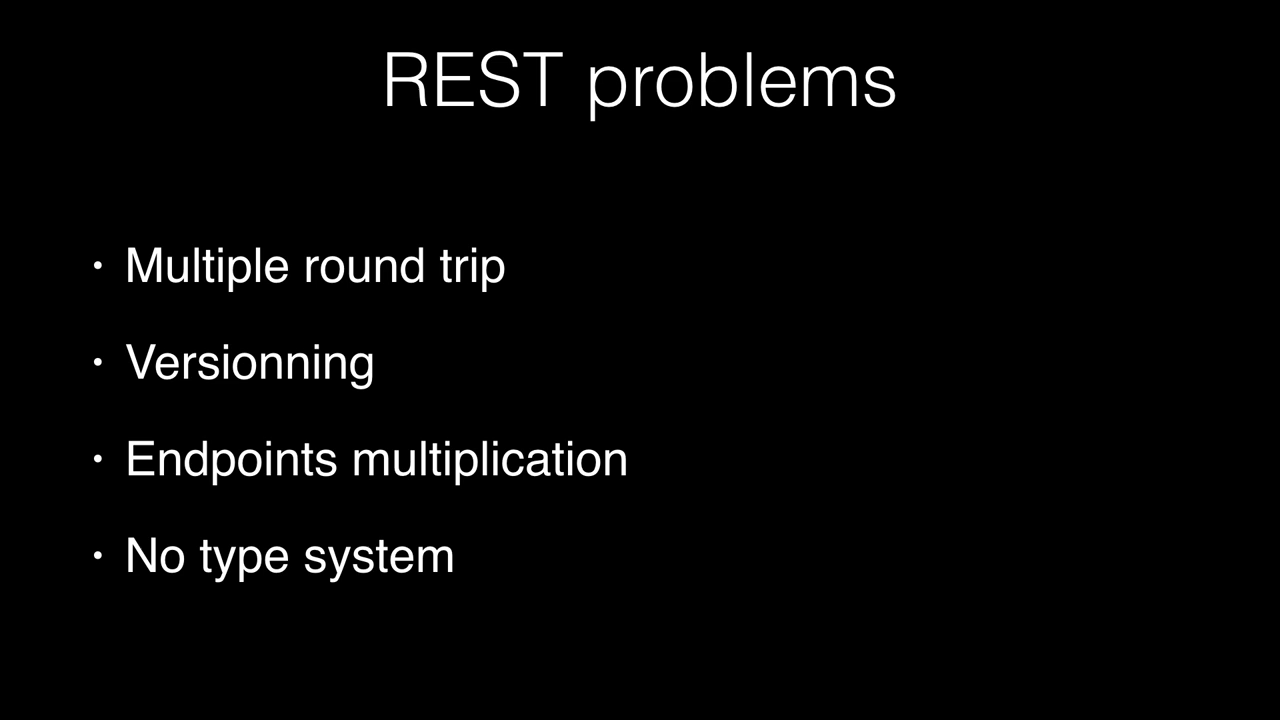 REST problems
• Multiple round trip
• Versionning
• Endpoints multiplication
• No type system